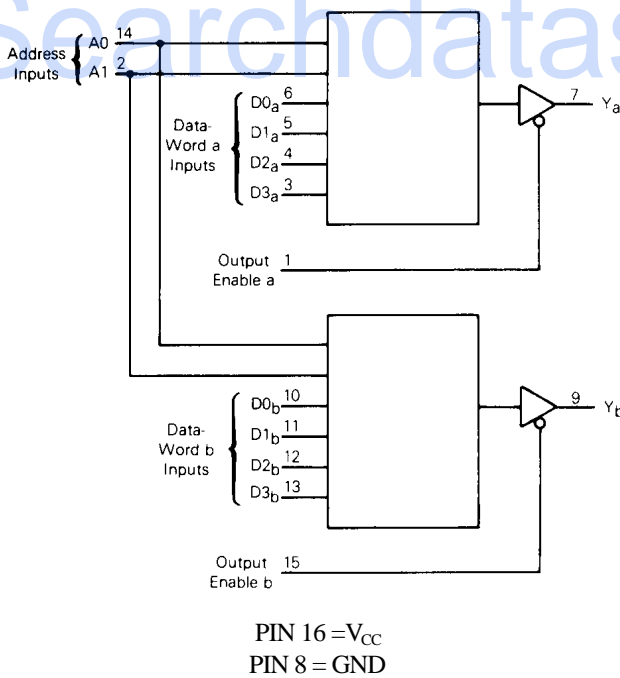 Searchdatas
Address Inputs
A0 14
A1 2
Data-Word a Inputs
D0a 6
D1a 5
D2a 4
D3a 3
7 Ya
Output Enable a 1
Data-Word b Inputs
D0b 10
D1b 11
D2b 12
D3b 13
9 Yb
Output Enable b 15
PIN 16 =VCC
PIN 8 = GND